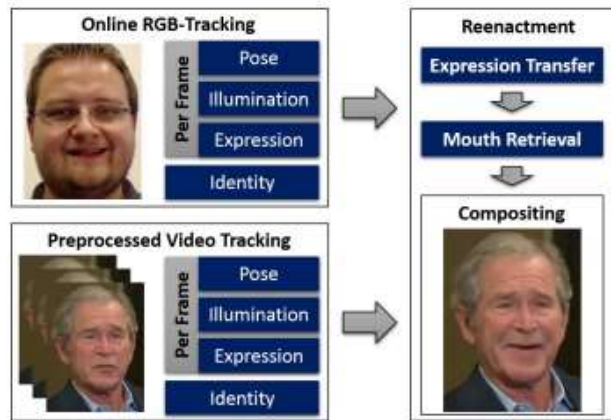 Online RGB-Tracking
Per Frame
Pose
Illumination
Expression
Identity
Preprocessed Video Tracking
Per Frame
Pose
Illumination
Expression
Identity
Reenactment
Expression Transfer
Mouth Retrieval
Compositing